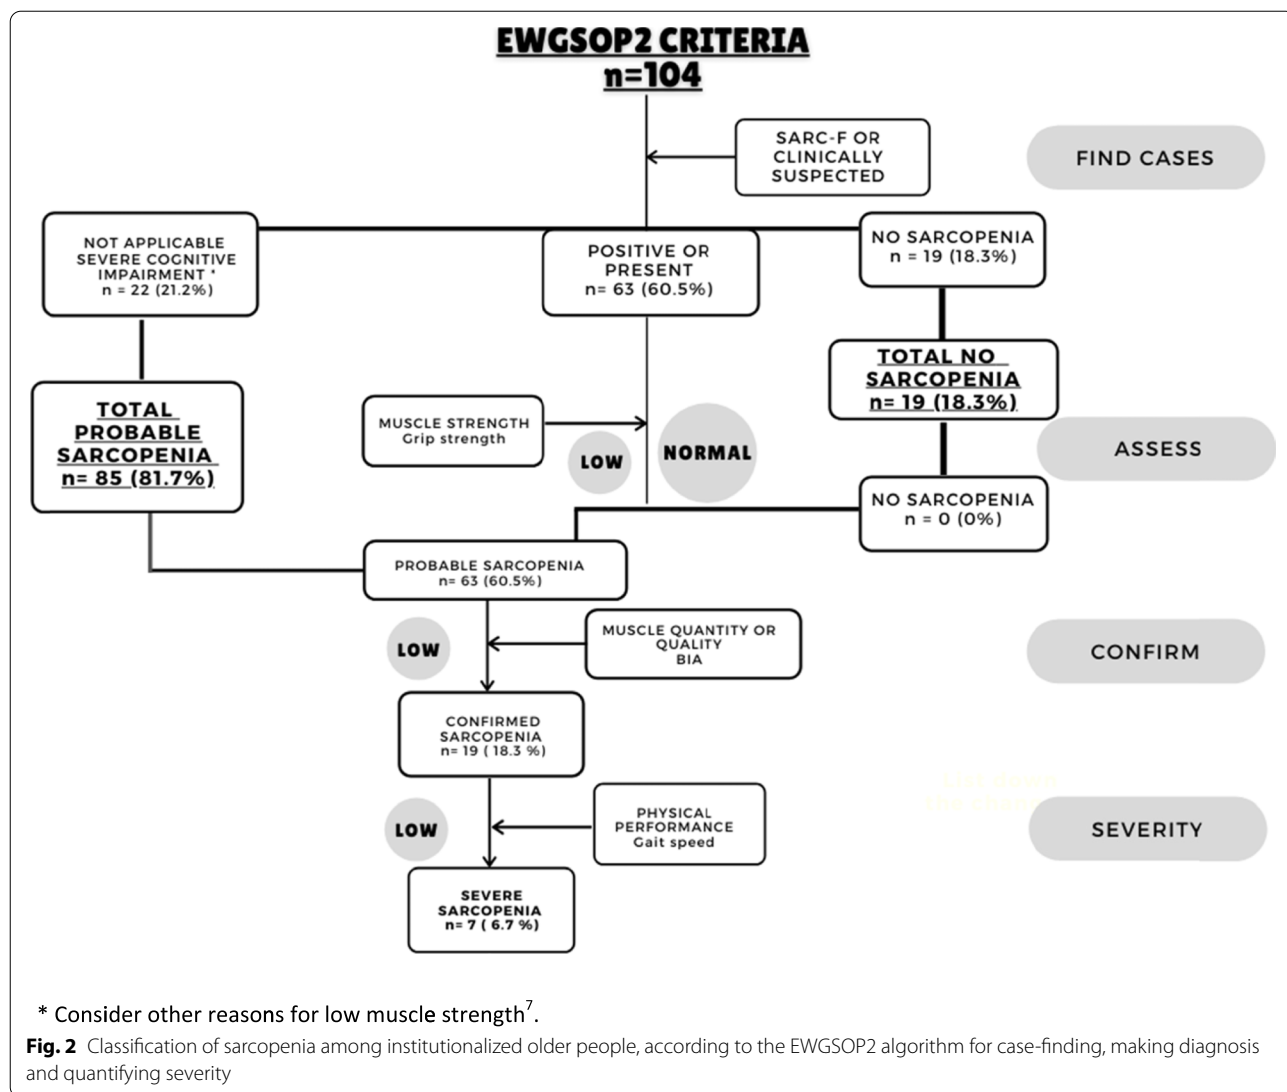 EWGSOP2 CRITERIA
n=104
SARC-F OR
CLINICALLY
SUSPECTED
FIND CASES
NOT APPLICABLE
SEVERE COGNITIVE
IMPAIRMENT *
n = 22 (21.2%)
POSITIVE OR
PRESENT
n= 63 (60.5%)
NO SARCOPENIA
n = 19 (18.3%)
TOTAL NO
SARCOPENIA
n= 19 (18.3%)
TOTAL
PROBABLE
SARCOPENIA
n= 85 (81.7%)
MUSCLE STRENGTH
Grip strength
LOW
NORMAL
ASSESS
NO SARCOPENIA
n = 0 (0%)
PROBABLE SARCOPENIA
n= 63 (60.5%)
LOW
MUSCLE QUANTITY OR
QUALITY
BIA
CONFIRM
CONFIRMED
SARCOPENIA
n= 19 ( 18.3 %)
LOW
PHYSICAL
PERFORMANCE
Gait speed
SEVERITY
SEVERE
SARCOPENIA
n= 7 ( 6.7 %)
* Consider other reasons for low muscle strength⁷.
Fig. 2 Classification of sarcopenia among institutionalized older people, according to the EWGSOP2 algorithm for case-finding, making diagnosis
and quantifying severity